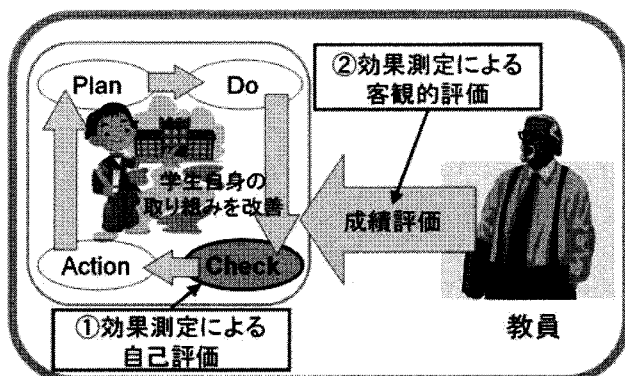 Plan
Do
②効果測定による
客観的評価
学生自身の
取り組みを改善
成績評価
Action
Check
①効果測定による
自己評価
教員